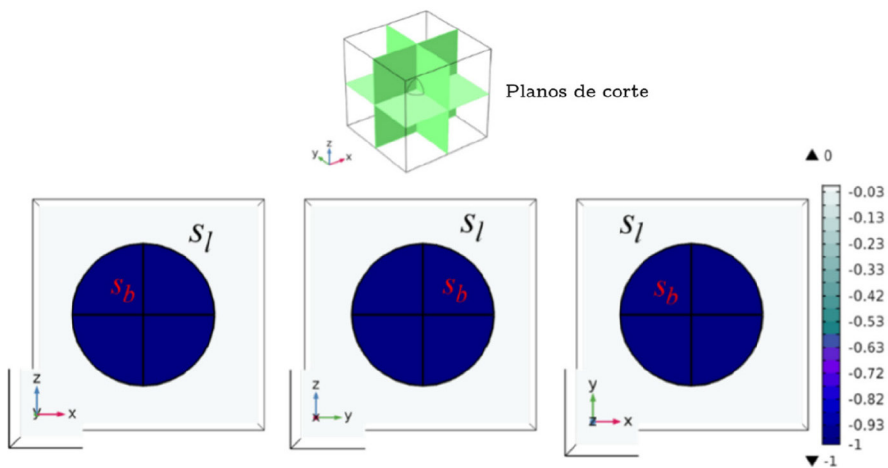 Planos de corte
z
y
x
0
s_l
s_l
s_l
s_b
s_b
s_b
-0.03
-0.13
-0.23
-0.33
-0.42
-0.53
-0.63
-0.72
-0.82
-0.93
-1
-1
z
y
x
z
x
y
y
z
x